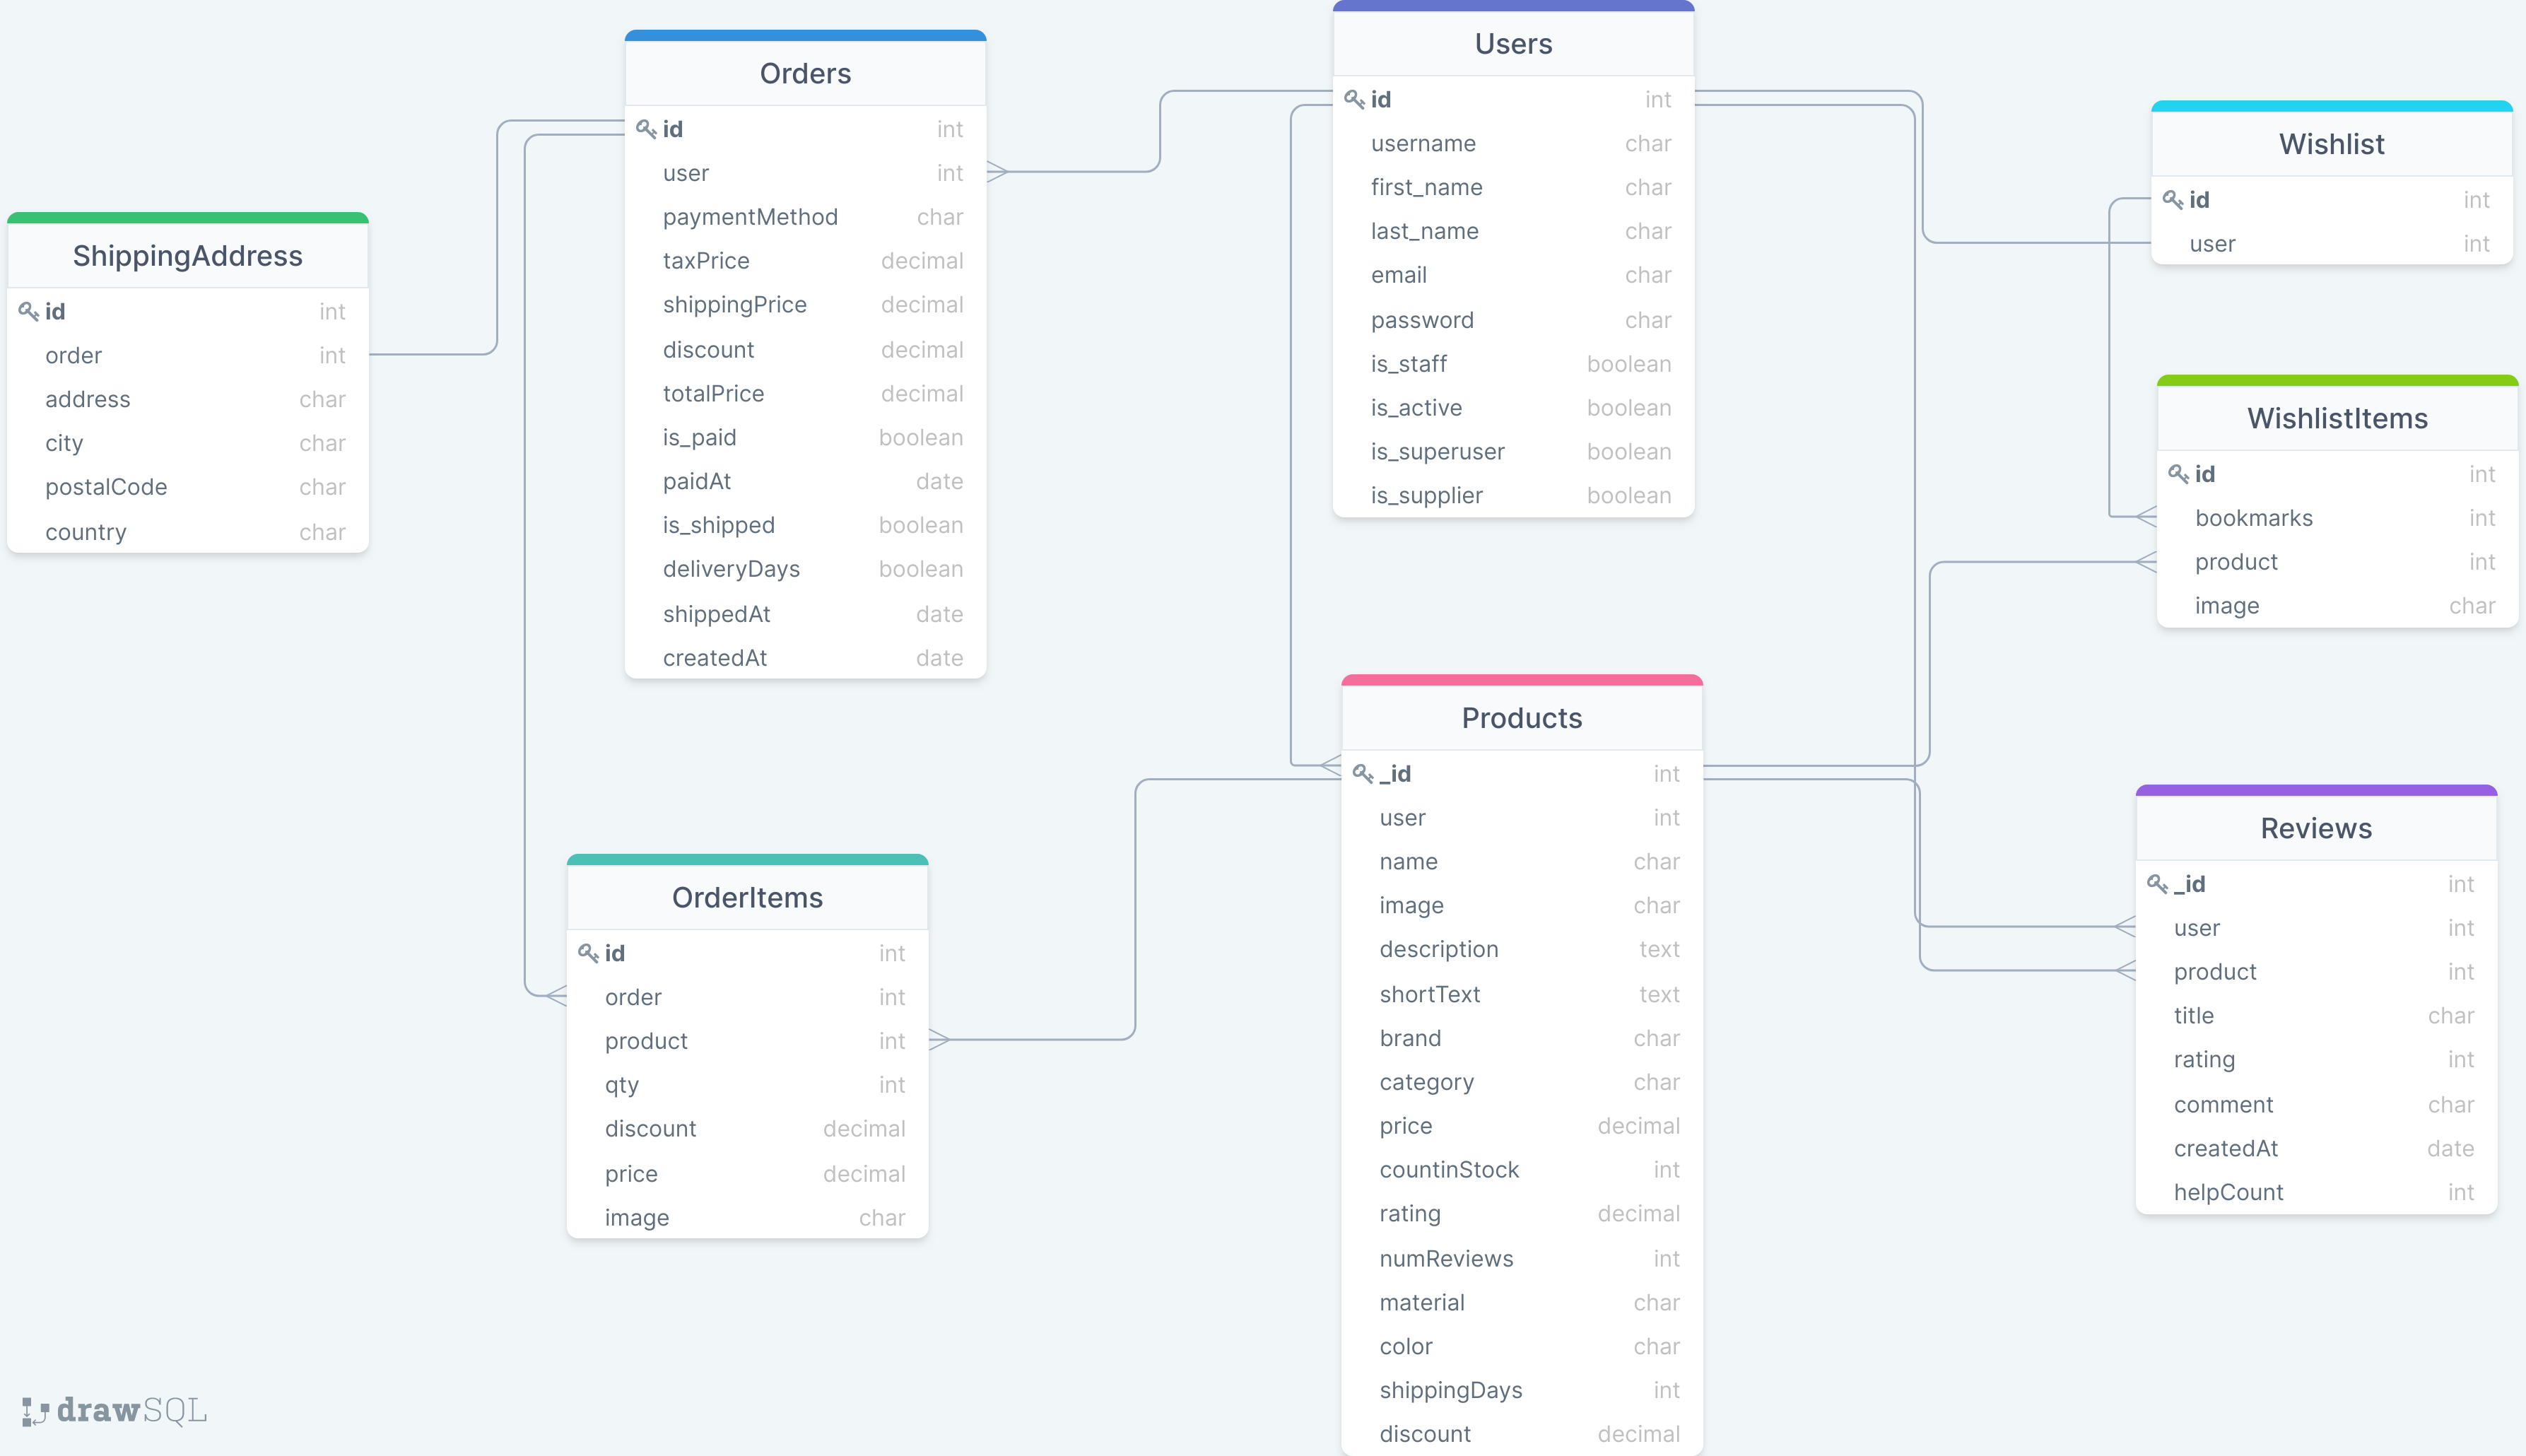 ShippingAddress
id int
order int
address char
city char
postalCode char
country char
Orders
id int
user int
paymentMethod char
taxPrice decimal
shippingPrice decimal
discount decimal
totalPrice decimal
is_paid boolean
paidAt date
is_shipped boolean
deliveryDays boolean
shippedAt date
createdAt date
OrderItems
id int
order int
product int
qty int
discount decimal
price decimal
image char
Users
id int
username char
first_name char
last_name char
email char
password char
is_staff boolean
is_active boolean
is_superuser boolean
is_supplier boolean
Products
_id int
user int
name char
image char
description text
shortText text
brand char
category char
price decimal
countinStock int
rating decimal
numReviews int
material char
color char
shippingDays int
discount decimal
Wishlist
id int
user int
WishlistItems
id int
bookmarks int
product int
image char
Reviews
_id int
user int
product int
title char
rating int
comment char
createdAt date
helpCount int
drawSQL